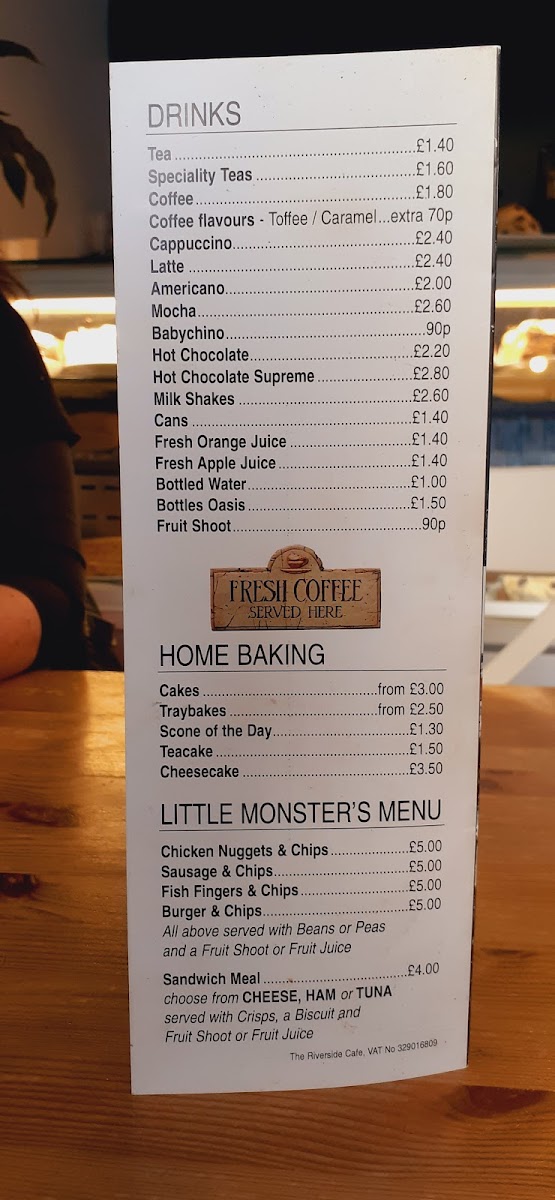 DRINKS
Tea ........ £1.40
Speciality Teas ........ £1.60
Coffee ........ £1.80
Coffee flavours - Toffee / Caramel...extra 70p
Cappuccino ........ £2.40
Latte ........ £2.40
Americano ........ £2.00
Mocha ........ £2.60
Babychino ........ 90p
Hot Chocolate ........ £2.20
Hot Chocolate Supreme ........ £2.80
Milk Shakes ........ £2.60
Cans ........ £1.40
Fresh Orange Juice ........ £1.40
Fresh Apple Juice ........ £1.40
Bottled Water ........ £1.00
Bottles Oasis ........ £1.50
Fruit Shoot ........ 90p
FRESH COFFEE
SERVED HERE
HOME BAKING
Cakes ........ from £3.00
Traybakes ........ from £2.50
Scone of the Day ........ £1.30
Teacake ........ £1.50
Cheesecake ........ £3.50
LITTLE MONSTER'S MENU
Chicken Nuggets & Chips ........ £5.00
Sausage & Chips ........ £5.00
Fish Fingers & Chips ........ £5.00
Burger & Chips ........ £5.00
All above served with Beans or Peas
and a Fruit Shoot or Fruit Juice
Sandwich Meal ........ £4.00
choose from CHEESE, HAM or TUNA
served with Crisps, a Biscuit and
Fruit Shoot or Fruit Juice
The Riverside Cafe, VAT No 329016809